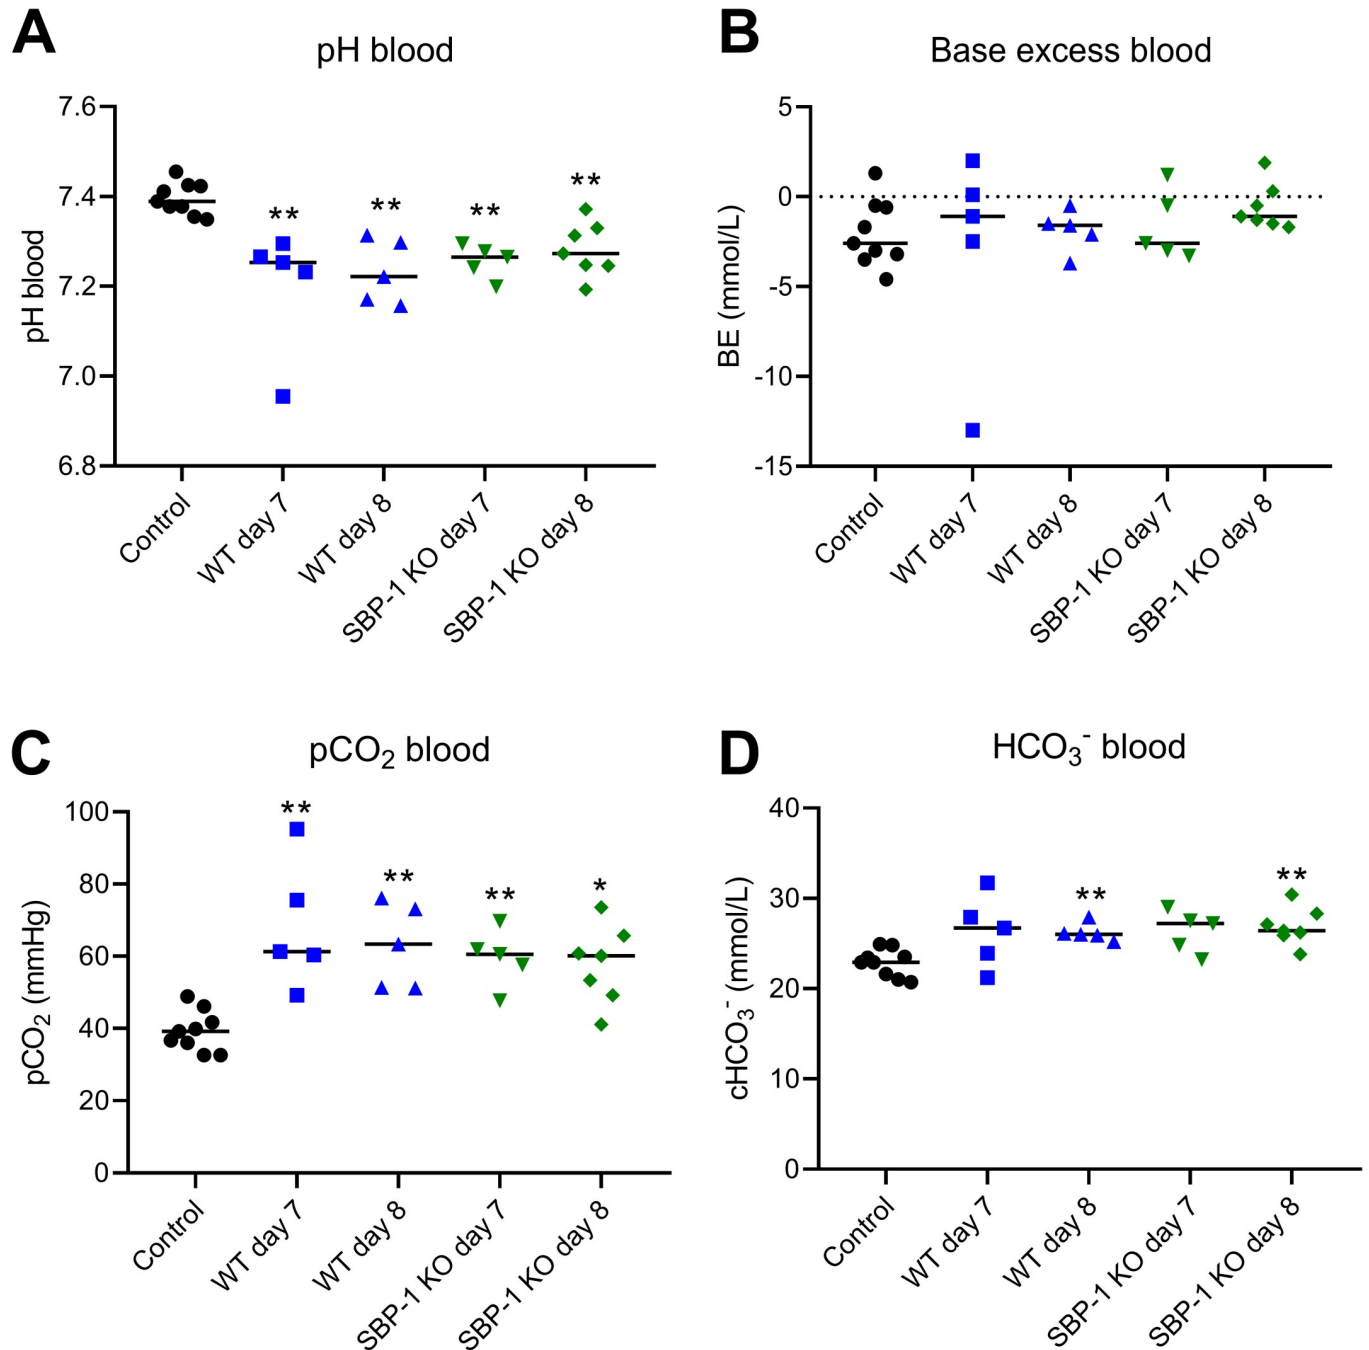 A
pH blood
pH blood
7.6
7.4
7.2
7.0
6.8
**
**
**
**
Control
WT day 7
WT day 8
SBP-1 KO day 7
SBP-1 KO day 8
B
Base excess blood
BE (mmol/L)
5
0
-5
-10
-15
Control
WT day 7
WT day 8
SBP-1 KO day 7
SBP-1 KO day 8
C
pCO₂ blood
pCO₂ (mmHg)
100
80
60
40
20
0
**
**
**
*
Control
WT day 7
WT day 8
SBP-1 KO day 7
SBP-1 KO day 8
D
HCO₃⁻ blood
cHCO₃⁻ (mmol/L)
40
30
20
10
0
**
**
Control
WT day 7
WT day 8
SBP-1 KO day 7
SBP-1 KO day 8